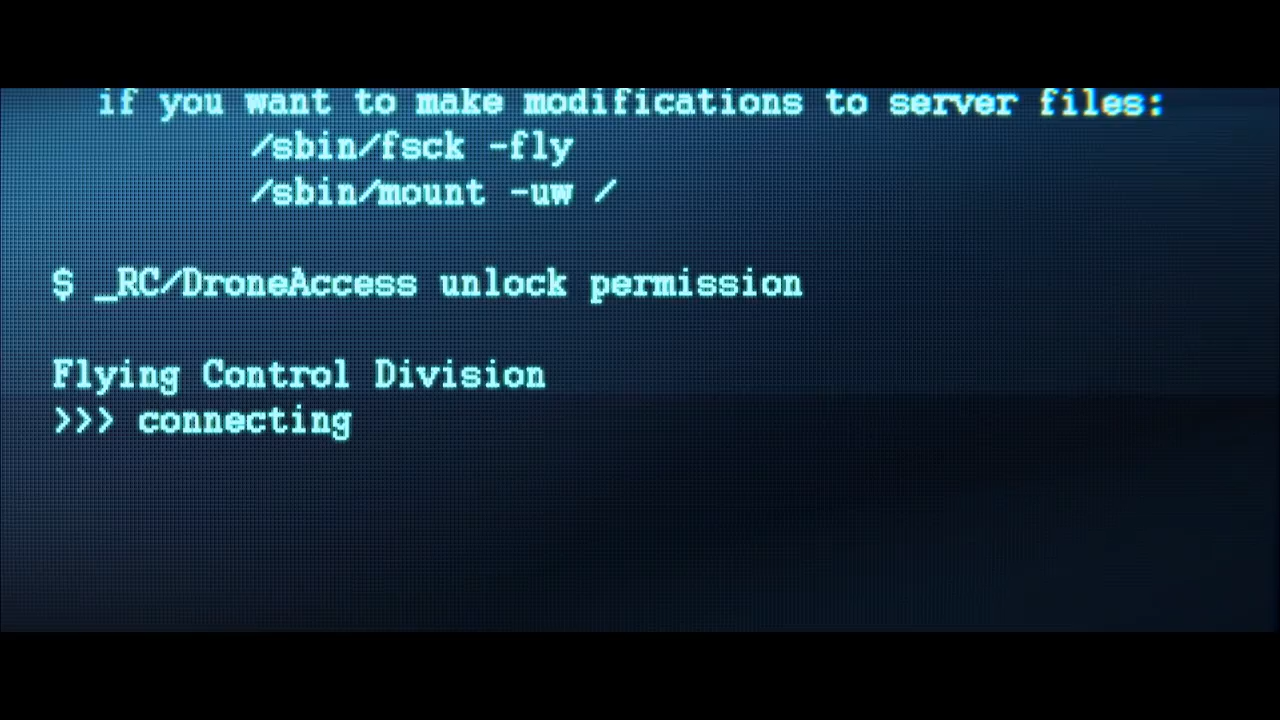 if you want to make modifications to server files:
/sbin/fsck -fly
/sbin/mount -uw /
$ _RC/DroneAccess unlock permission
Flying Control Division
>>> connecting